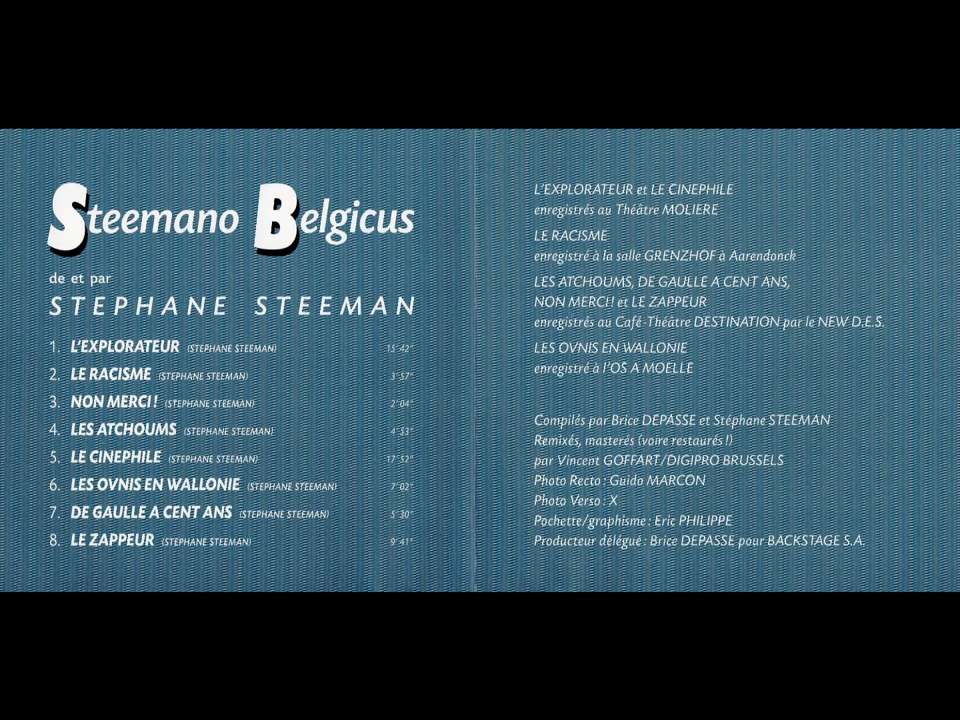 Steemano Belgicus
de et par
STEPHANE STEEMAN
1. L'EXPLORATEUR (STEPHANE STEEMAN) 15'42"
2. LE RACISME (STEPHANE STEEMAN) 3'57"
3. NON MERCI! (STEPHANE STEEMAN) 2'04"
4. LES ATCHOUMS (STEPHANE STEEMAN) 4'33"
5. LE CINEPHILE (STEPHANE STEEMAN) 17'52"
6. LES OVNIS EN WALLONIE (STEPHANE STEEMAN) 7'02"
7. DE GAULLE A CENT ANS (STEPHANE STEEMAN) 5'30"
8. LE ZAPPEUR (STEPHANE STEEMAN) 9'41"
L'EXPLORATEUR et LE CINEPHILE
enregistrés au Théâtre MOLIERE
LE RACISME
enregistré à la salle GRENZHOF à Aarendonck
LES ATCHOUMS, DE GAULLE A CENT ANS,
NON MERCI! et LE ZAPPEUR
enregistrés au Café-Théâtre DESTINATION par le NEW D.E.S.
LES OVNIS EN WALLONIE
enregistré à l'OS A MOELLE
Compilés par Brice DEPASSE et Stéphane STEEMAN
Remixés, masterés (voire restaurés!)
par Vincent GOFFART/DIGIPRO BRUSSELS
Photo Recto: Guido MARCON
Photo Verso: X
Pochette/graphisme: Eric PHILIPPE
Producteur délégué: Brice DEPASSE pour BACKSTAGE S.A.